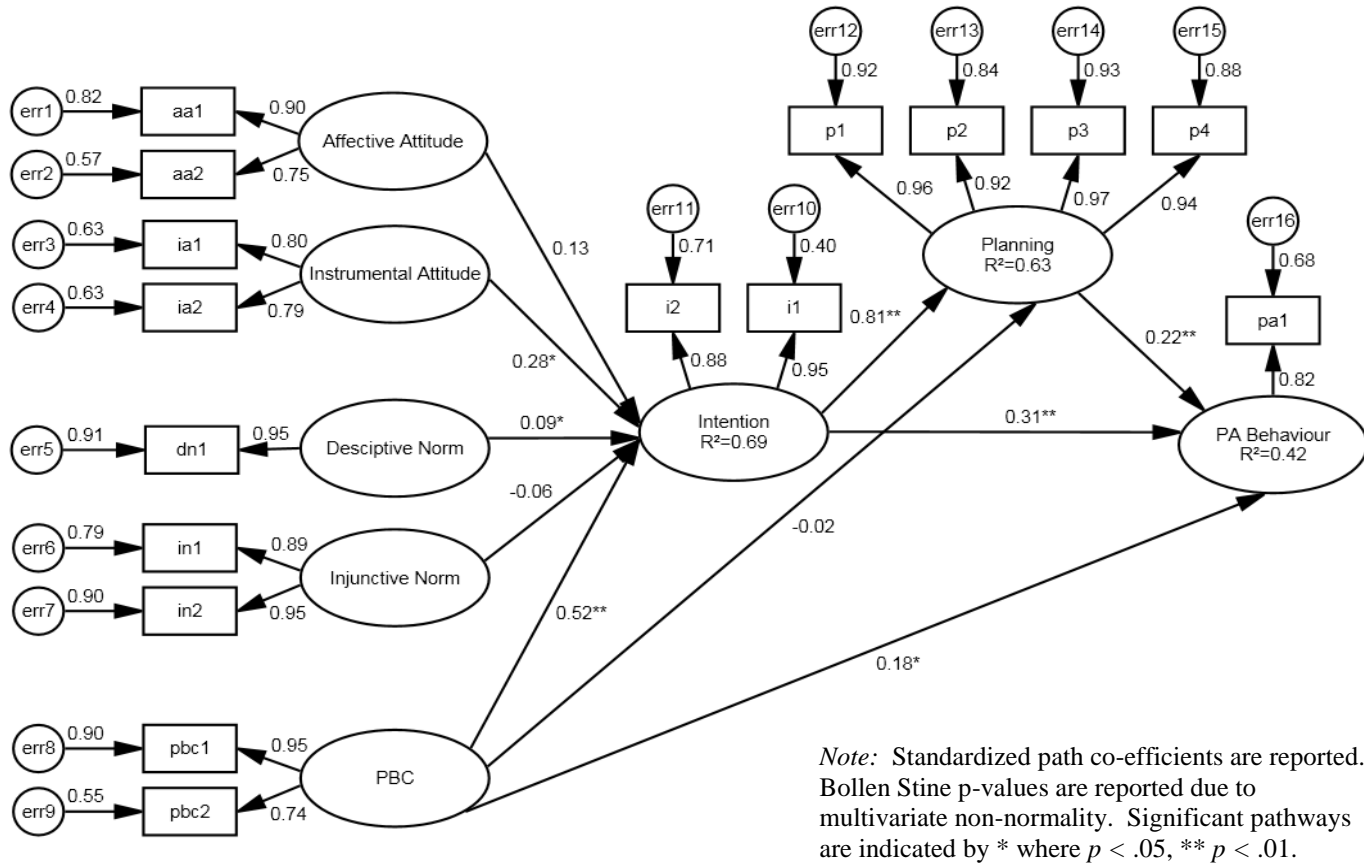 err12
err13
err14
err15
0.92
0.84
0.93
0.88
p1
p2
p3
p4
0.96
0.92
0.97
0.94
Planning
R²=0.63
err1
0.82
aa1
0.90
Affective Attitude
err2
0.57
aa2
0.75
0.13
err3
0.63
ia1
0.80
Instrumental Attitude
err4
0.63
ia2
0.79
0.28*
err11
err10
0.71
0.40
i2
i1
0.88
0.95
0.81**
Intention
R²=0.69
err16
0.68
pa1
0.82
0.22**
0.31**
PA Behaviour
R²=0.42
err5
0.91
dn1
0.95
Desciptive Norm
0.09*
-0.06
-0.02
err6
0.79
in1
0.89
Injunctive Norm
err7
0.90
in2
0.95
0.52**
0.18*
err8
0.90
pbc1
0.95
PBC
err9
0.55
pbc2
0.74
Note: Standardized path co-efficients are reported.
Bollen Stine p-values are reported due to
multivariate non-normality. Significant pathways
are indicated by * where p < .05, ** p < .01.